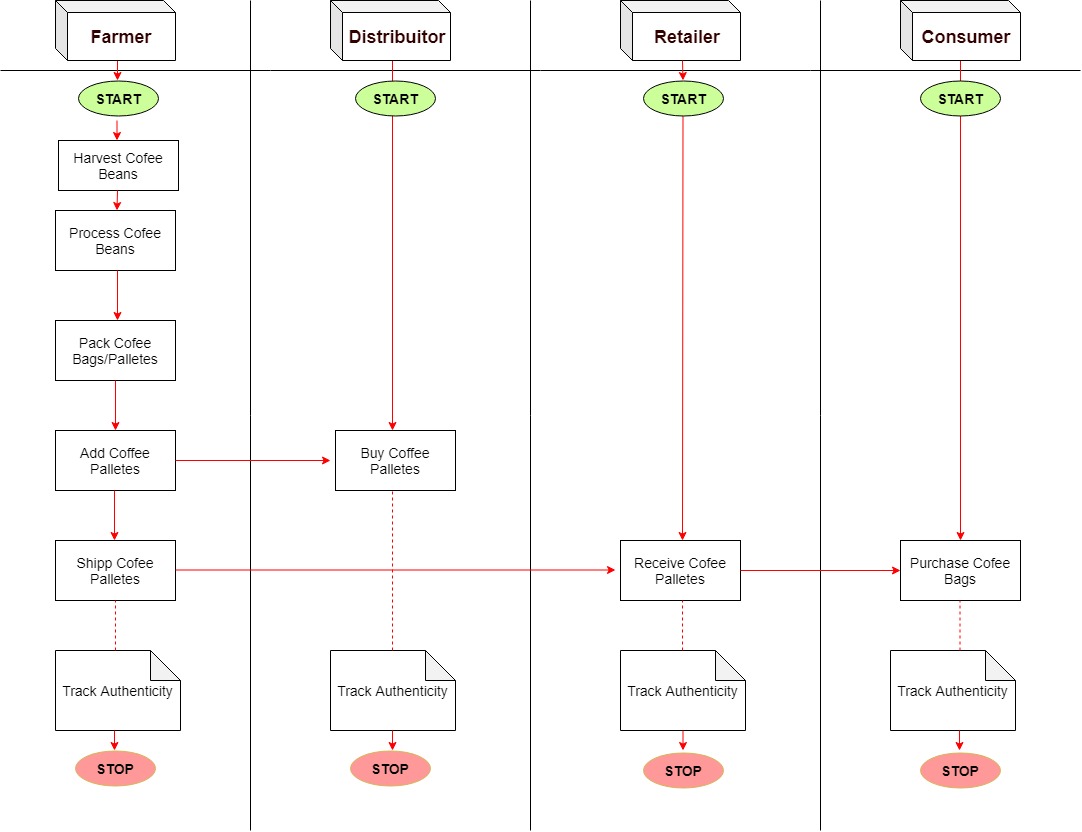 Farmer
Distribuitor
Retailer
Consumer
START
START
START
START
Harvest Cofee
Beans
Process Cofee
Beans
Pack Cofee
Bags/Palletes
Add Coffee
Palletes
Buy Coffee
Palletes
Shipp Cofee
Palletes
Receive Cofee
Palletes
Purchase Cofee
Bags
Track Authenticity
Track Authenticity
Track Authenticity
Track Authenticity
STOP
STOP
STOP
STOP